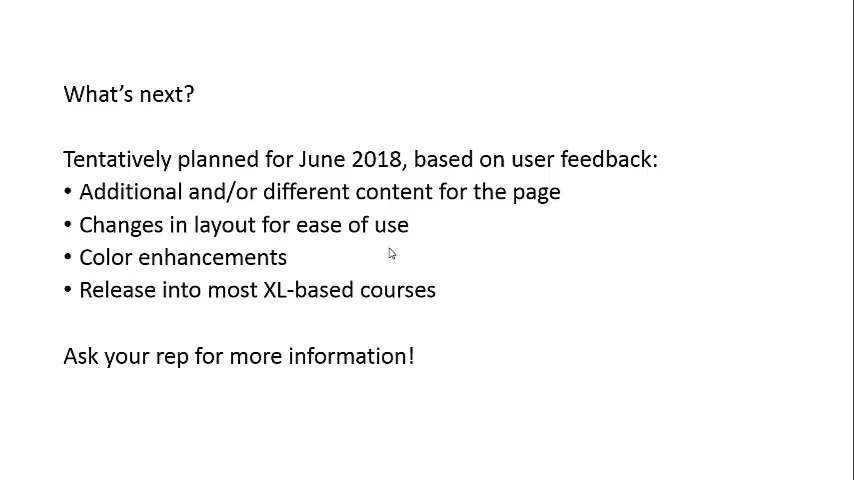 What’s next?
Tentatively planned for June 2018, based on user feedback:
• Additional and/or different content for the page
• Changes in layout for ease of use
• Color enhancements
• Release into most XL-based courses
Ask your rep for more information!